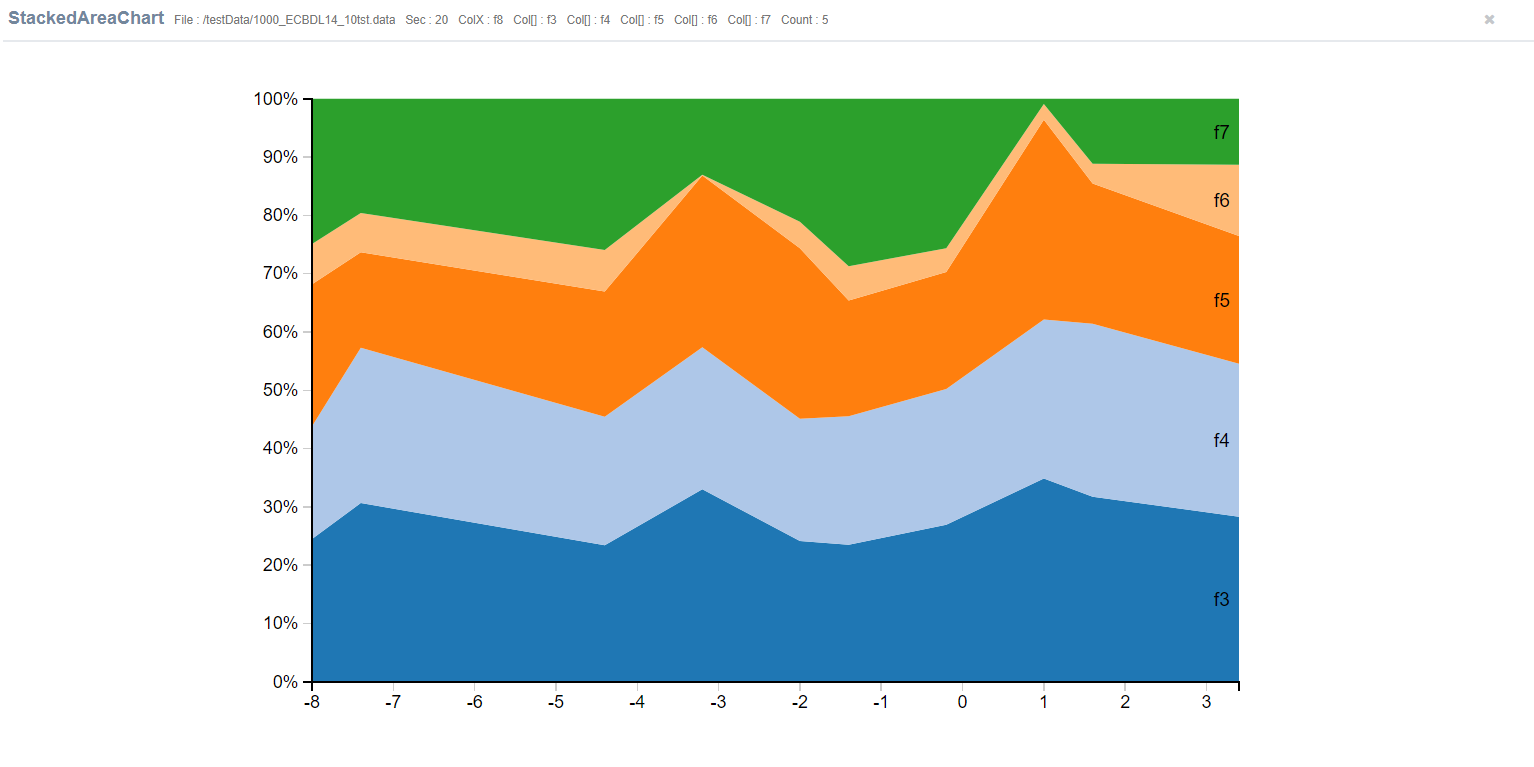 StackedAreaChart File : /testData/1000_ECBDL14_10tst.data Sec : 20 ColX : f8 Col[] : f3 Col[] : f4 Col[] : f5 Col[] : f6 Col[] : f7 Count : 5 ✖
100%
f7
90%
80%
f6
70%
f5
60%
50%
40%
f4
30%
20%
f3
10%
0%
-8 -7 -6 -5 -4 -3 -2 -1 0 1 2 3